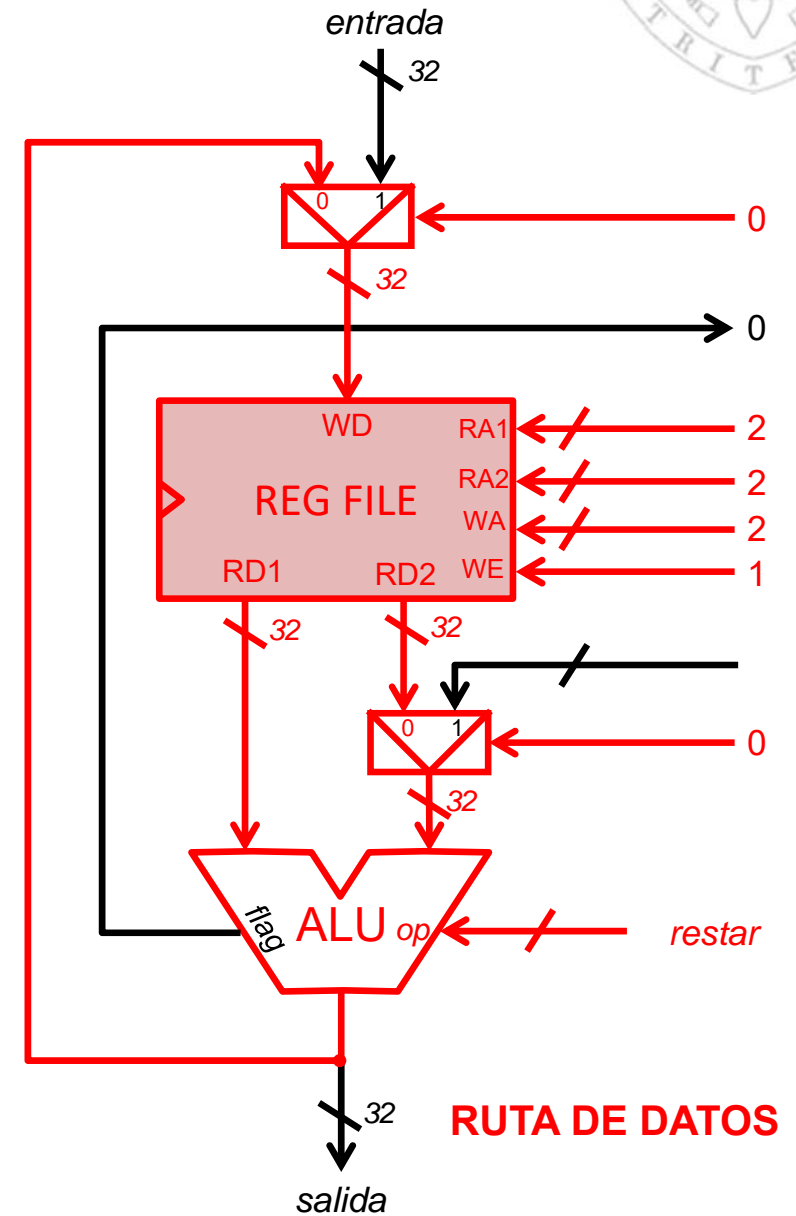 entrada
32
T R I T E
0 1
0
32
0
WD
RA1
2
RA2
2
REG FILE
WA
2
RD1
RD2
WE
1
32
32
0 1
0
32
flag
ALU
op
restar
32
RUTA DE DATOS
salida